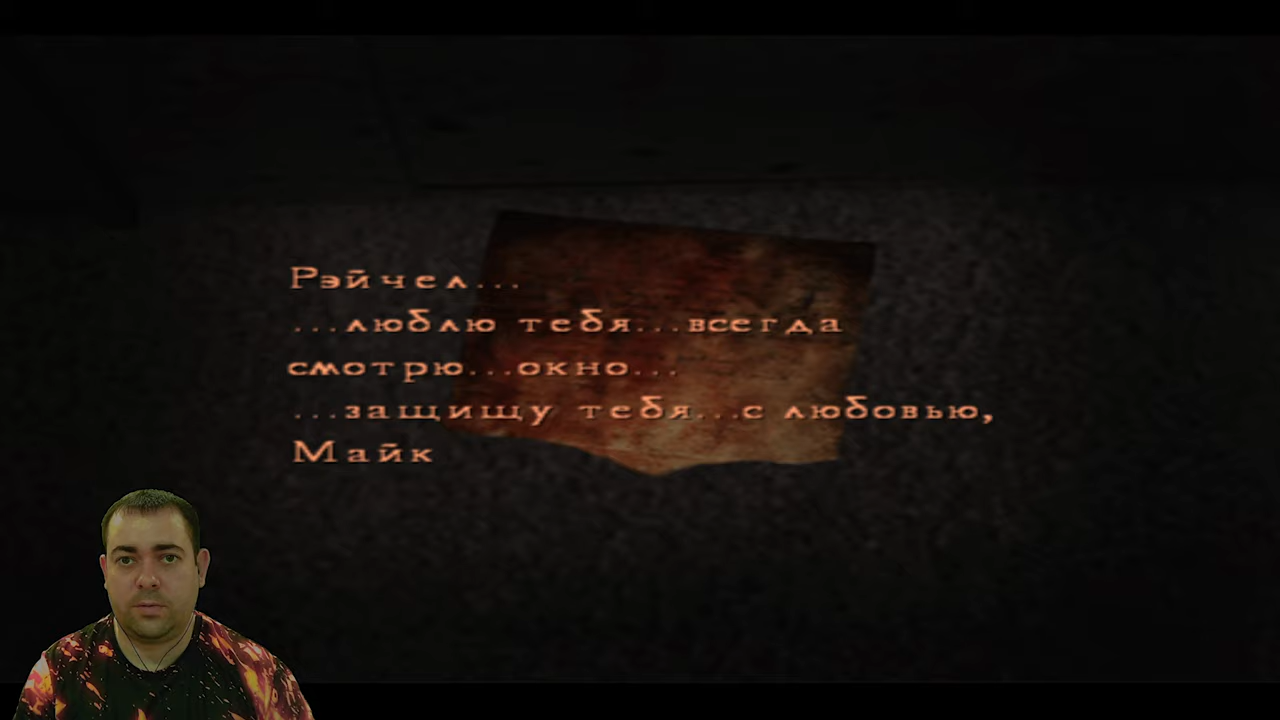 Рэйчел...
...люблю тебя...всегда
смотрю...окно...
...защищу тебя...с любовью,
Майк